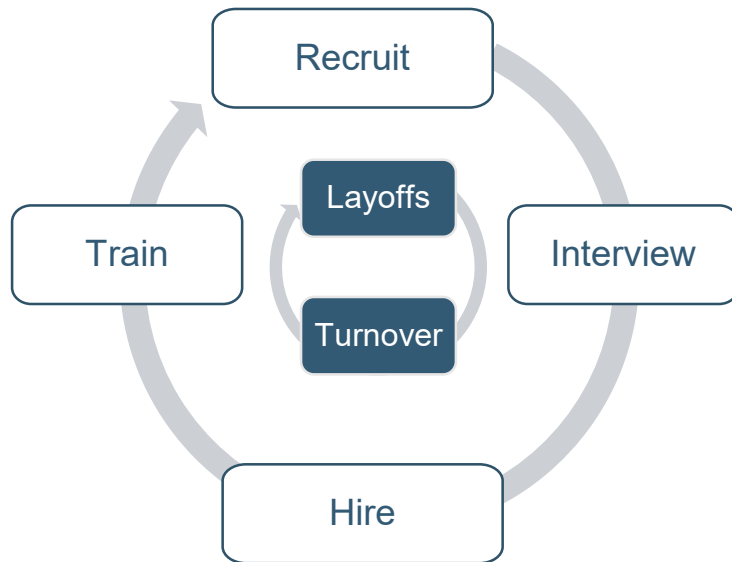 Recruit
Layoffs
Train
Interview
Turnover
Hire